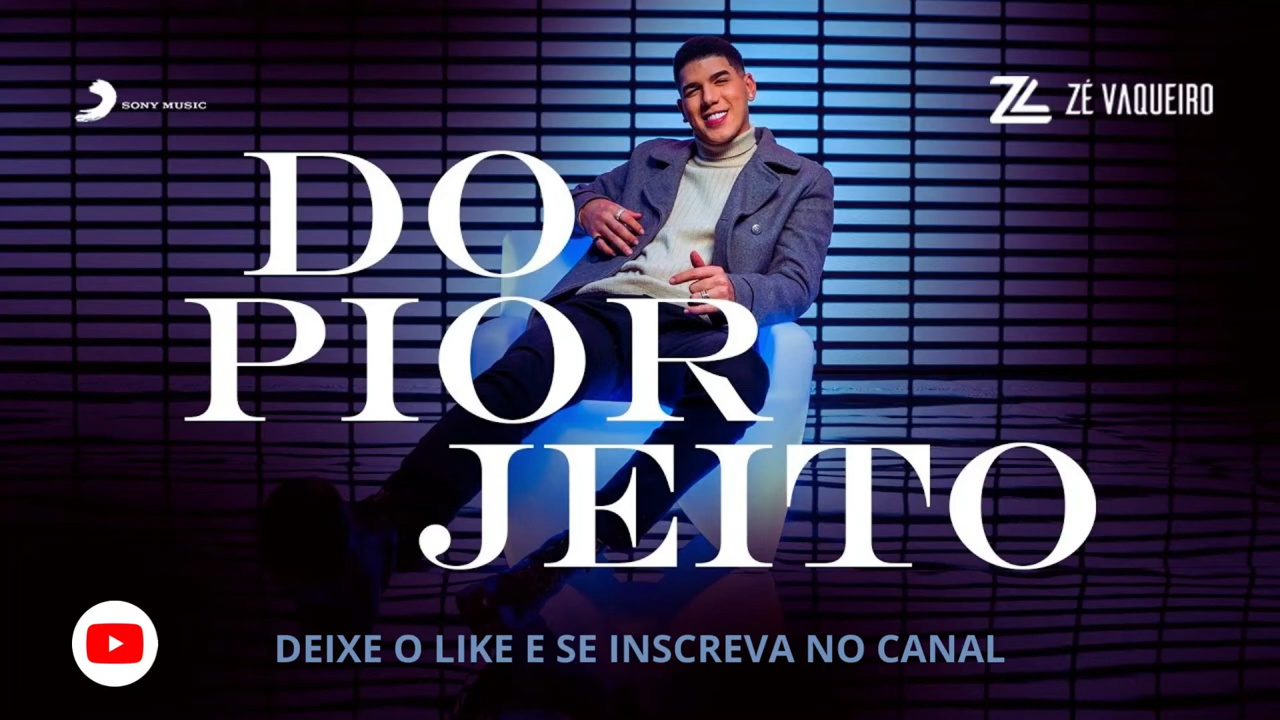 SONY MUSIC
ZÉ VAQUEIRO
DO
PIOR
JEITO
DEIXE O LIKE E SE INSCREVA NO CANAL